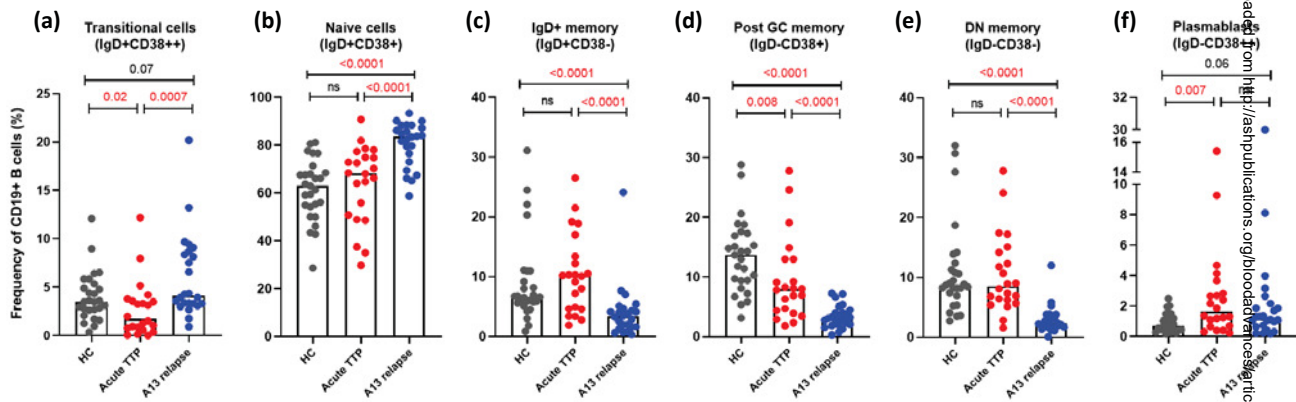 (a)
Transitional cells
(IgD+CD38++)
0.07
0.02
0.0007
Frequency of CD19+ B cells (%)
25
20
15
10
5
0
HC
Acute TTP
A13 relapse
(b)
Naive cells
(IgD+CD38+)
<0.0001
ns
<0.0001
100
80
60
40
20
0
HC
Acute TTP
A13 relapse
(c)
IgD+ memory
(IgD+CD38-)
<0.0001
ns
<0.0001
40
30
20
10
0
HC
Acute TTP
A13 relapse
(d)
Post GC memory
(IgD-CD38+)
<0.0001
0.008
<0.0001
40
30
20
10
0
HC
Acute TTP
A13 relapse
(e)
DN memory
(IgD-CD38-)
<0.0001
ns
<0.0001
40
30
20
10
0
HC
Acute TTP
A13 relapse
(f)
Plasmablasts
(IgD-CD38++)
0.06
0.007
ns
32
30
16
14
10
8
6
4
2
0
HC
Acute TTP
A13 relapse
from http://ashpublications.org/bloodadvances/artic